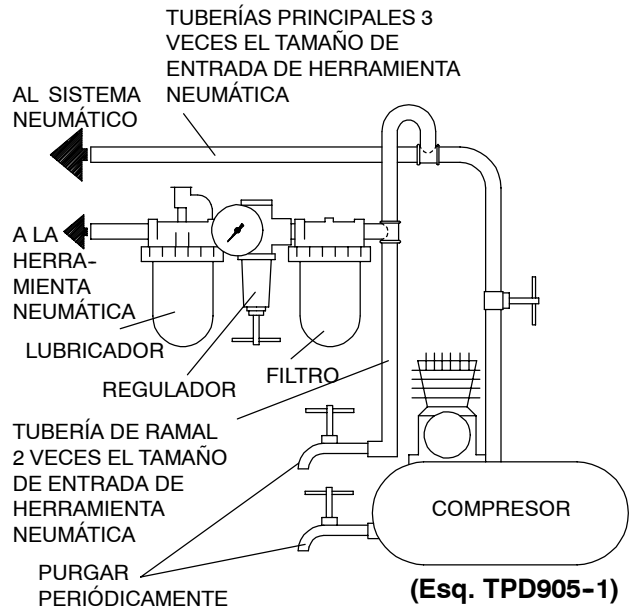 TUBERÍAS PRINCIPALES 3
VECES EL TAMAÑO DE
ENTRADA DE HERRAMIENTA
NEUMÁTICA
AL SISTEMA
NEUMÁTICO
A LA
HERRA-
MIENTA
NEUMÁTICA
LUBRICADOR
REGULADOR
FILTRO
TUBERÍA DE RAMAL
2 VECES EL TAMAÑO
DE ENTRADA DE
HERRAMIENTA
NEUMÁTICA
COMPRESOR
PURGAR
PERIÓDICAMENTE
(Esq. TPD905-1)